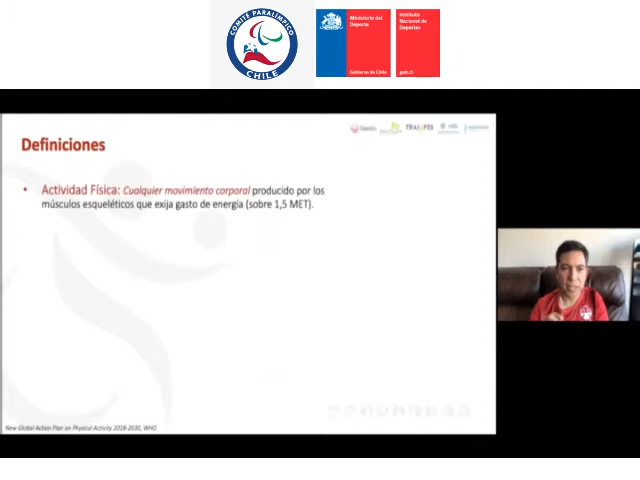 COMITÉ PARALÍMPICO
CHILE
Ministerio del
Deporte
Gobierno de Chile
Instituto
Nacional de
Deportes
gob.cl
Definiciones
• Actividad Física: Cualquier movimiento corporal producido por los
músculos esqueléticos que exija gasto de energía (sobre 1,5 MET).
New Global Action Plan on Physical Activity 2018-2030, WHO